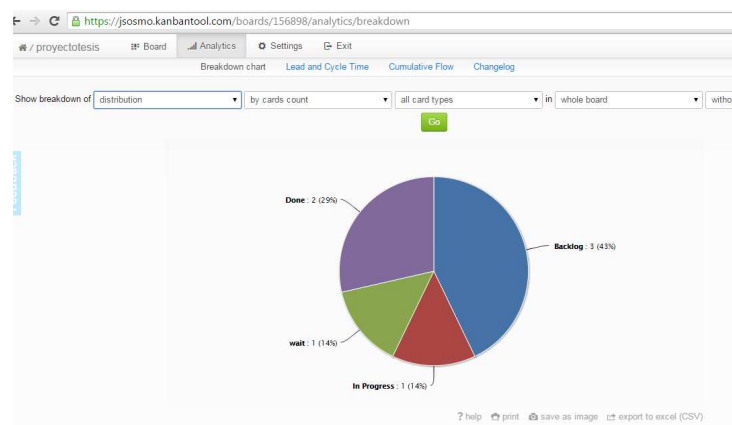 https://jsosmo.kanbantool.com/boards/156898/analytics/breakdown
/ proyectotesis Board Analytics Settings Exit
Breakdown chart Lead and Cycle Time Cumulative Flow Changelog
Show breakdown of distribution by cards count all card types in whole board witho
Go
Done : 2 (29%)
Backlog : 3 (43%)
wait : 1 (14%)
In Progress : 1 (14%)
? help print save as image export to excel (CSV)